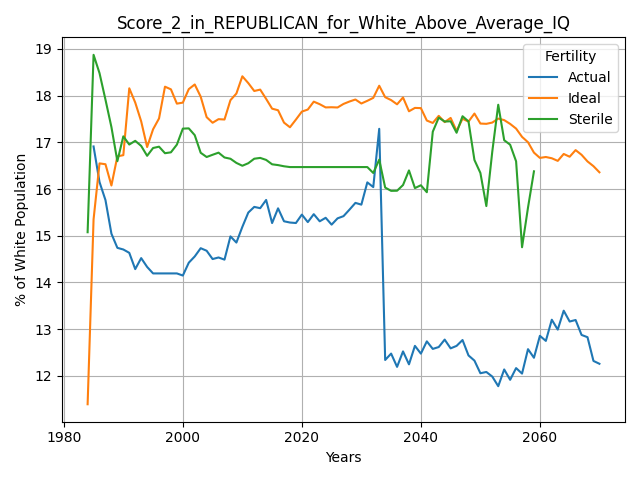 Score_2_in_REPUBLICAN_for_White_Above_Average_IQ
% of White Population
19
18
17
16
15
14
13
12
Fertility
Actual
Ideal
Sterile
1980
2000
2020
2040
2060
Years